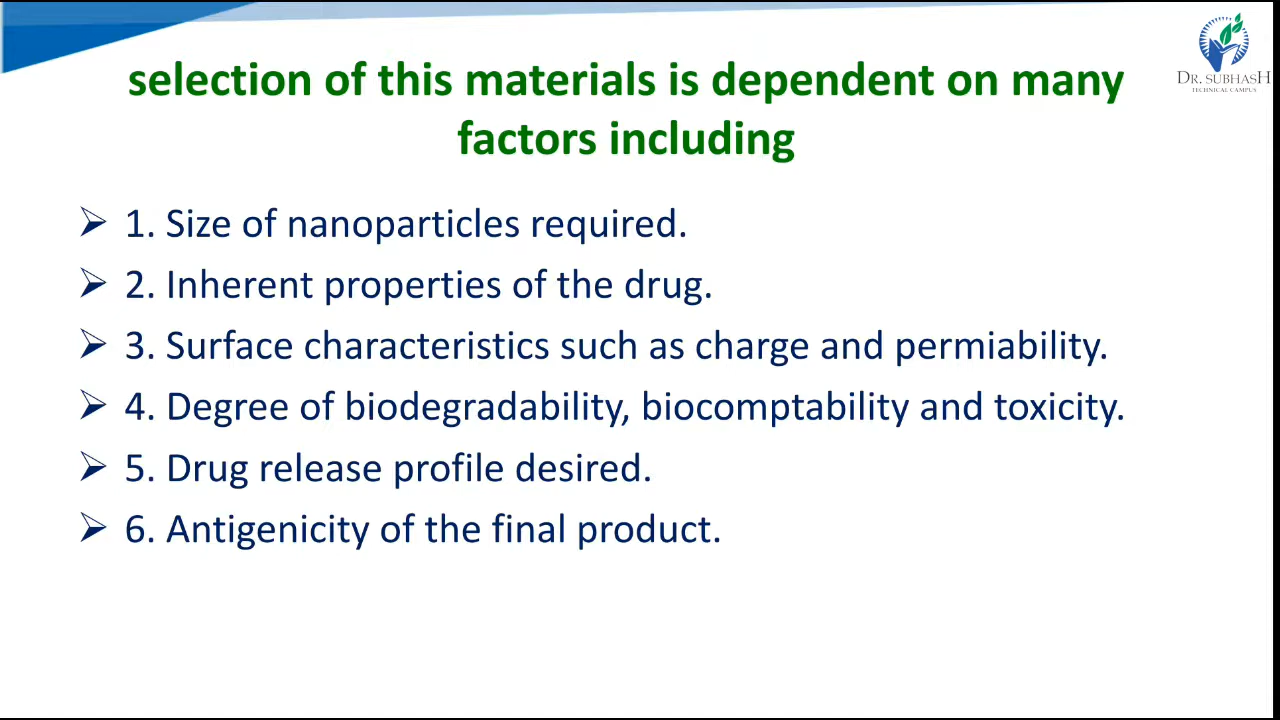 selection of this materials is dependent on many
factors including
DR. SUBHASH
TECHNICAL CAMPUS
➢ 1. Size of nanoparticles required.
➢ 2. Inherent properties of the drug.
➢ 3. Surface characteristics such as charge and permiability.
➢ 4. Degree of biodegradability, biocomptability and toxicity.
➢ 5. Drug release profile desired.
➢ 6. Antigenicity of the final product.